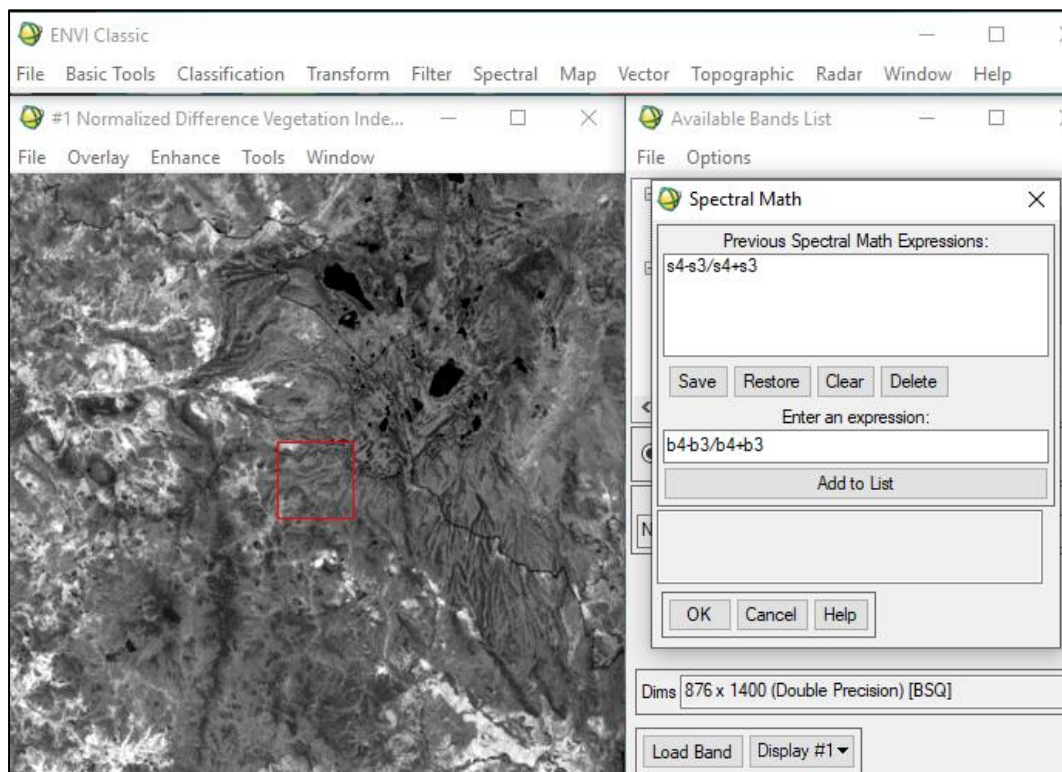 ENVI Classic
File Basic Tools Classification Transform Filter Spectral Map Vector Topographic Radar Window Help
#1 Normalized Difference Vegetation Inde...
File Overlay Enhance Tools Window
Available Bands List
File Options
Spectral Math
Previous Spectral Math Expressions:
s4-s3/s4+s3
Save Restore Clear Delete
Enter an expression:
b4-b3/b4+b3
Add to List
N
OK Cancel Help
Dims 876 x 1400 (Double Precision) [BSQ]
Load Band Display #1